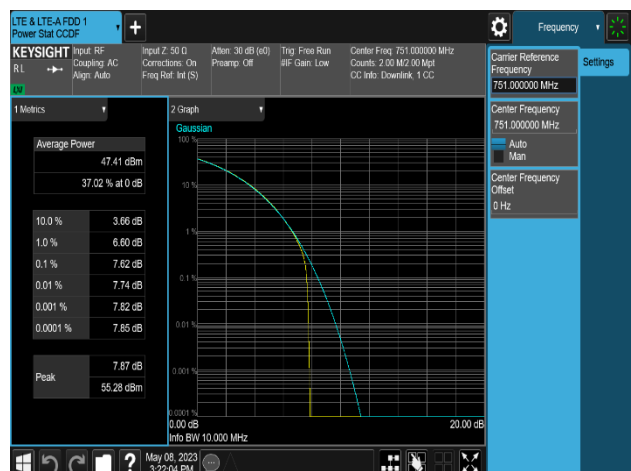 LTE & LTE-A FDD 1
Power Stat CCDF
Frequency
KEYSIGHT
RL
Input: RF
Coupling: AC
Align: Auto
Input Z: 50 Ω
Corrections: On
Freq Ref: Int (S)
Atten: 30 dB (e0)
Preamp: Off
Trig: Free Run
#IF Gain: Low
Center Freq: 751.000000 MHz
Counts: 2.00 M/2.00 Mpt
CC Info: Downlink, 1 CC
Carrier Reference
Frequency
751.000000 MHz
Settings
Center Frequency
751.000000 MHz
Auto
Man
Center Frequency
Offset
0 Hz
1 Metrics
Average Power
47.41 dBm
37.02 % at 0 dB
10.0 % 3.66 dB
1.0 % 6.60 dB
0.1 % 7.62 dB
0.01 % 7.74 dB
0.001 % 7.82 dB
0.0001 % 7.85 dB
Peak
7.87 dB
55.28 dBm
2 Graph
Gaussian
100 %
10 %
1 %
0.1 %
0.01 %
0.001 %
0.0001 %
0.00 dB 20.00 dB
Info BW 10.000 MHz
May 08, 2023
3:22:04 PM